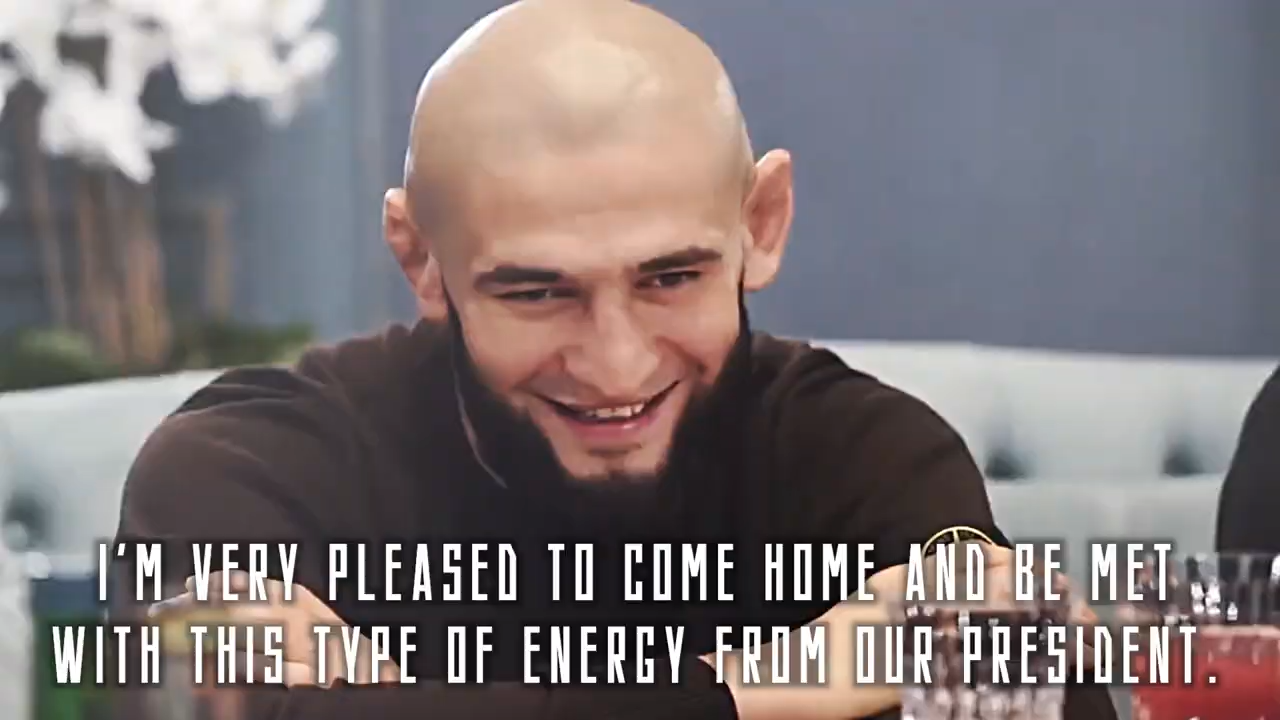 I'M VERY PLEASED TO COME HOME AND BE MET
WITH THIS TYPE OF ENERGY FROM OUR PRESIDENT.